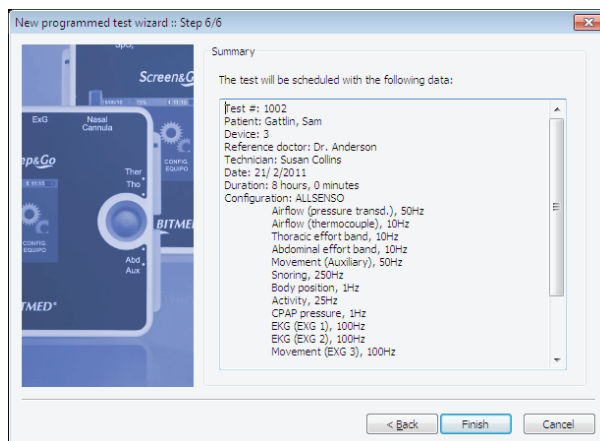 New programmed test wizard :: Step 6/6
Screen&G
ExG
Nasal
Cannula
CONFIG
EQUIPO
ep&Go
Ther
Tho
CONFIG
EQUIPO
BITMED
Abd
Aux
TMED®
Summary
The test will be scheduled with the following data:
Test #: 1002
Patient: Gattlin, Sam
Device: 3
Reference doctor: Dr. Anderson
Technician: Susan Collins
Date: 21/ 2/2011
Duration: 8 hours, 0 minutes
Configuration: ALLSENSO
Airflow (pressure transd.), 50Hz
Airflow (thermocouple), 10Hz
Thoracic effort band, 10Hz
Abdominal effort band, 10Hz
Movement (Auxiliary), 50Hz
Snoring, 250Hz
Body position, 1Hz
Activity, 25Hz
CPAP pressure, 1Hz
EKG (EXG 1), 100Hz
EKG (EXG 2), 100Hz
Movement (EXG 3), 100Hz
< Back
Finish
Cancel